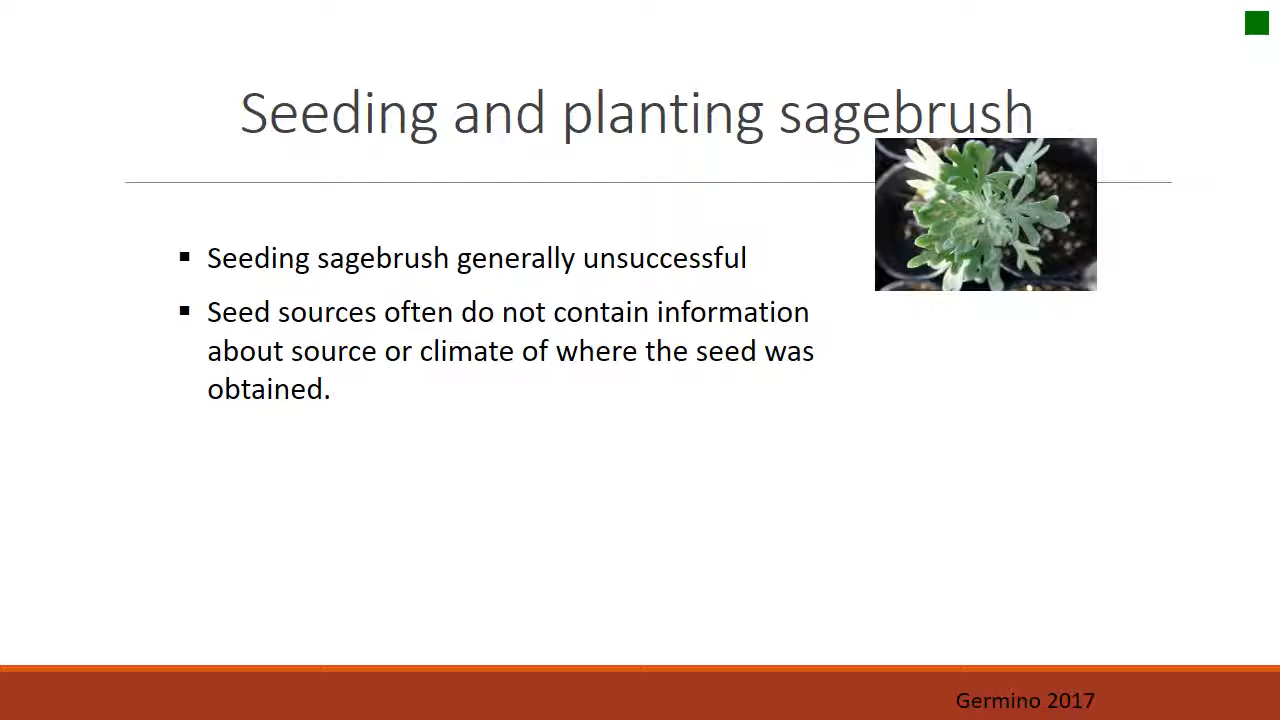 Seeding and planting sagebrush
▪ Seeding sagebrush generally unsuccessful
▪ Seed sources often do not contain information
about source or climate of where the seed was
obtained.
Germino 2017